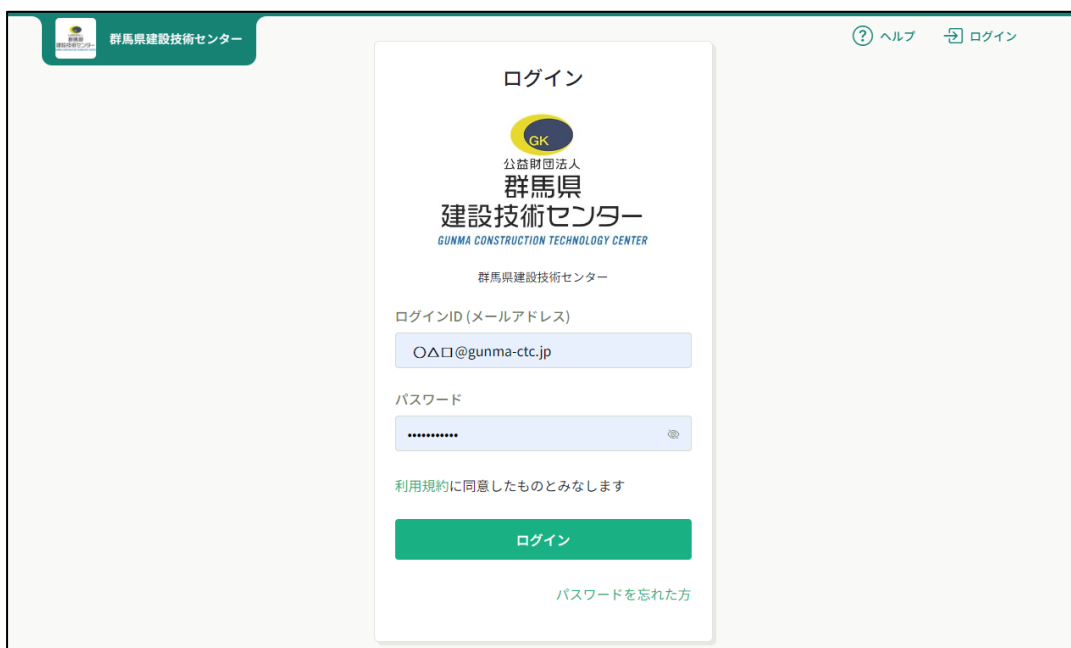 群馬県建設技術センター
ヘルプ
ログイン
ログイン
GK
公益財団法人
群馬県
建設技術センター
GUNMA CONSTRUCTION TECHNOLOGY CENTER
群馬県建設技術センター
ログインID (メールアドレス)
〇△□@gunma-ctc.jp
パスワード
•••••••••••
利用規約に同意したものとみなします
ログイン
パスワードを忘れた方